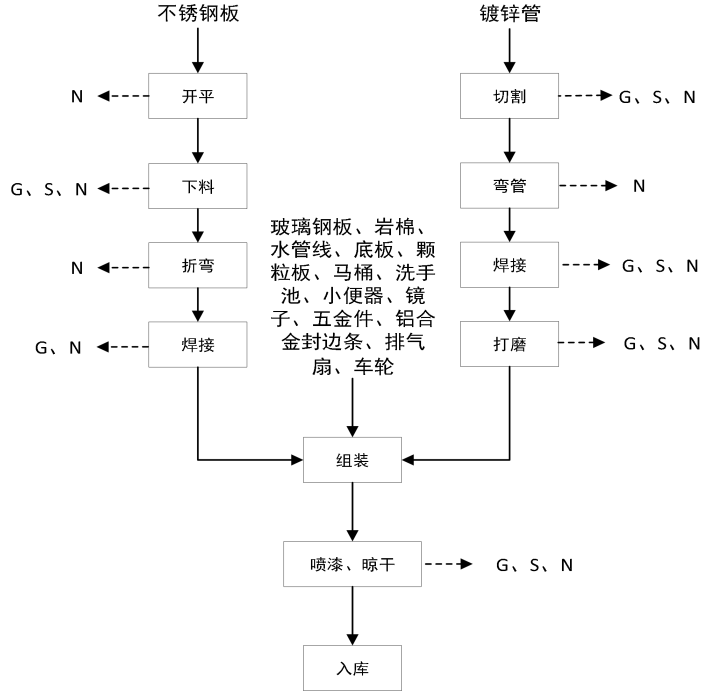 不锈钢板
镀锌管
N
开平
切割
G、S、N
G、S、N
下料
弯管
N
玻璃钢板、岩棉、
水管线、底板、颗
粒板、马桶、洗手
池、小便器、镜
子、五金件、铝合
金封边条、排气
扇、车轮
N
折弯
焊接
G、S、N
G、N
焊接
打磨
G、S、N
组装
喷漆、晾干
G、S、N
入库